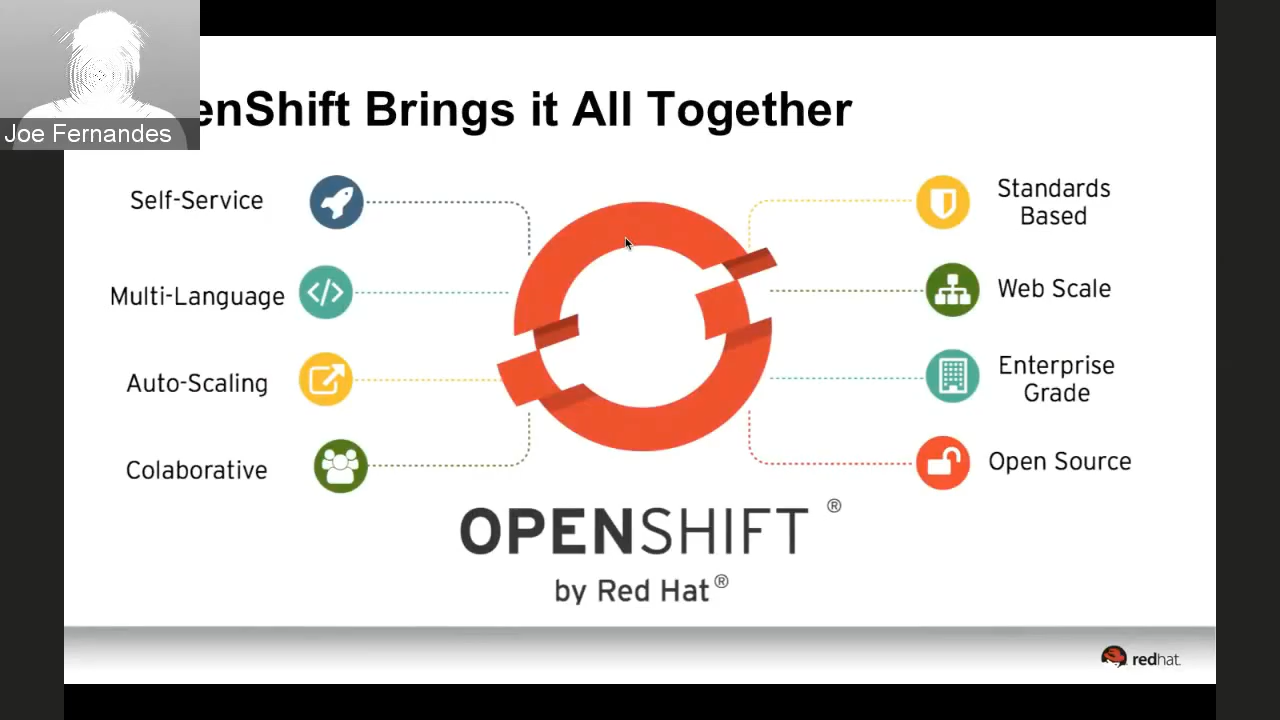 Joe Fernandes
enShift Brings it All Together
Self-Service
Multi-Language
Auto-Scaling
Colaborative
Standards
Based
Web Scale
Enterprise
Grade
Open Source
OPENSHIFT ®
by Red Hat®
redhat.